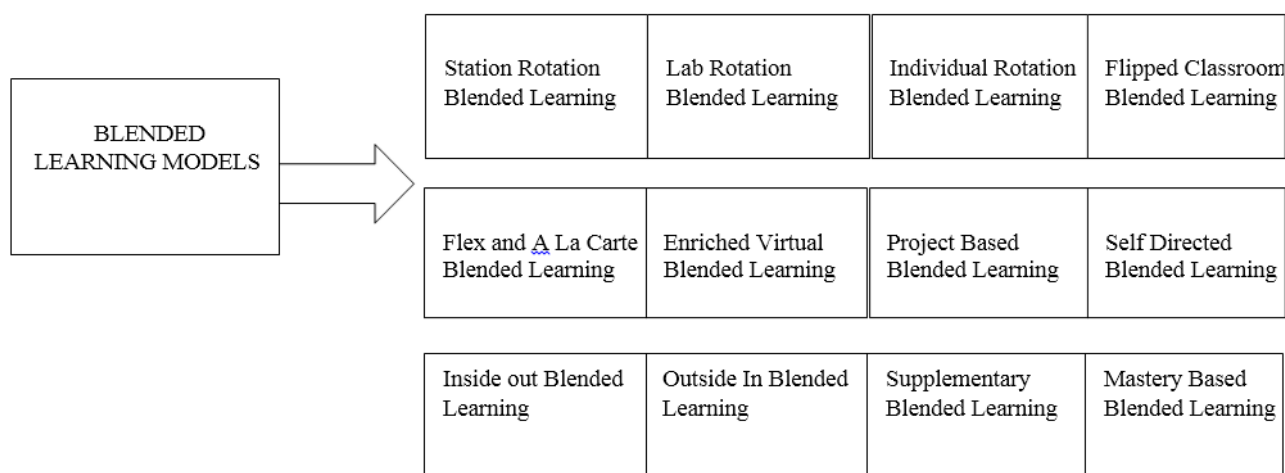 BLENDED
LEARNING MODELS
Station Rotation
Blended Learning
Lab Rotation
Blended Learning
Individual Rotation
Blended Learning
Flipped Classroom
Blended Learning
Flex and A La Carte
Blended Learning
Enriched Virtual
Blended Learning
Project Based
Blended Learning
Self Directed
Blended Learning
Inside out Blended
Learning
Outside In Blended
Learning
Supplementary
Blended Learning
Mastery Based
Blended Learning